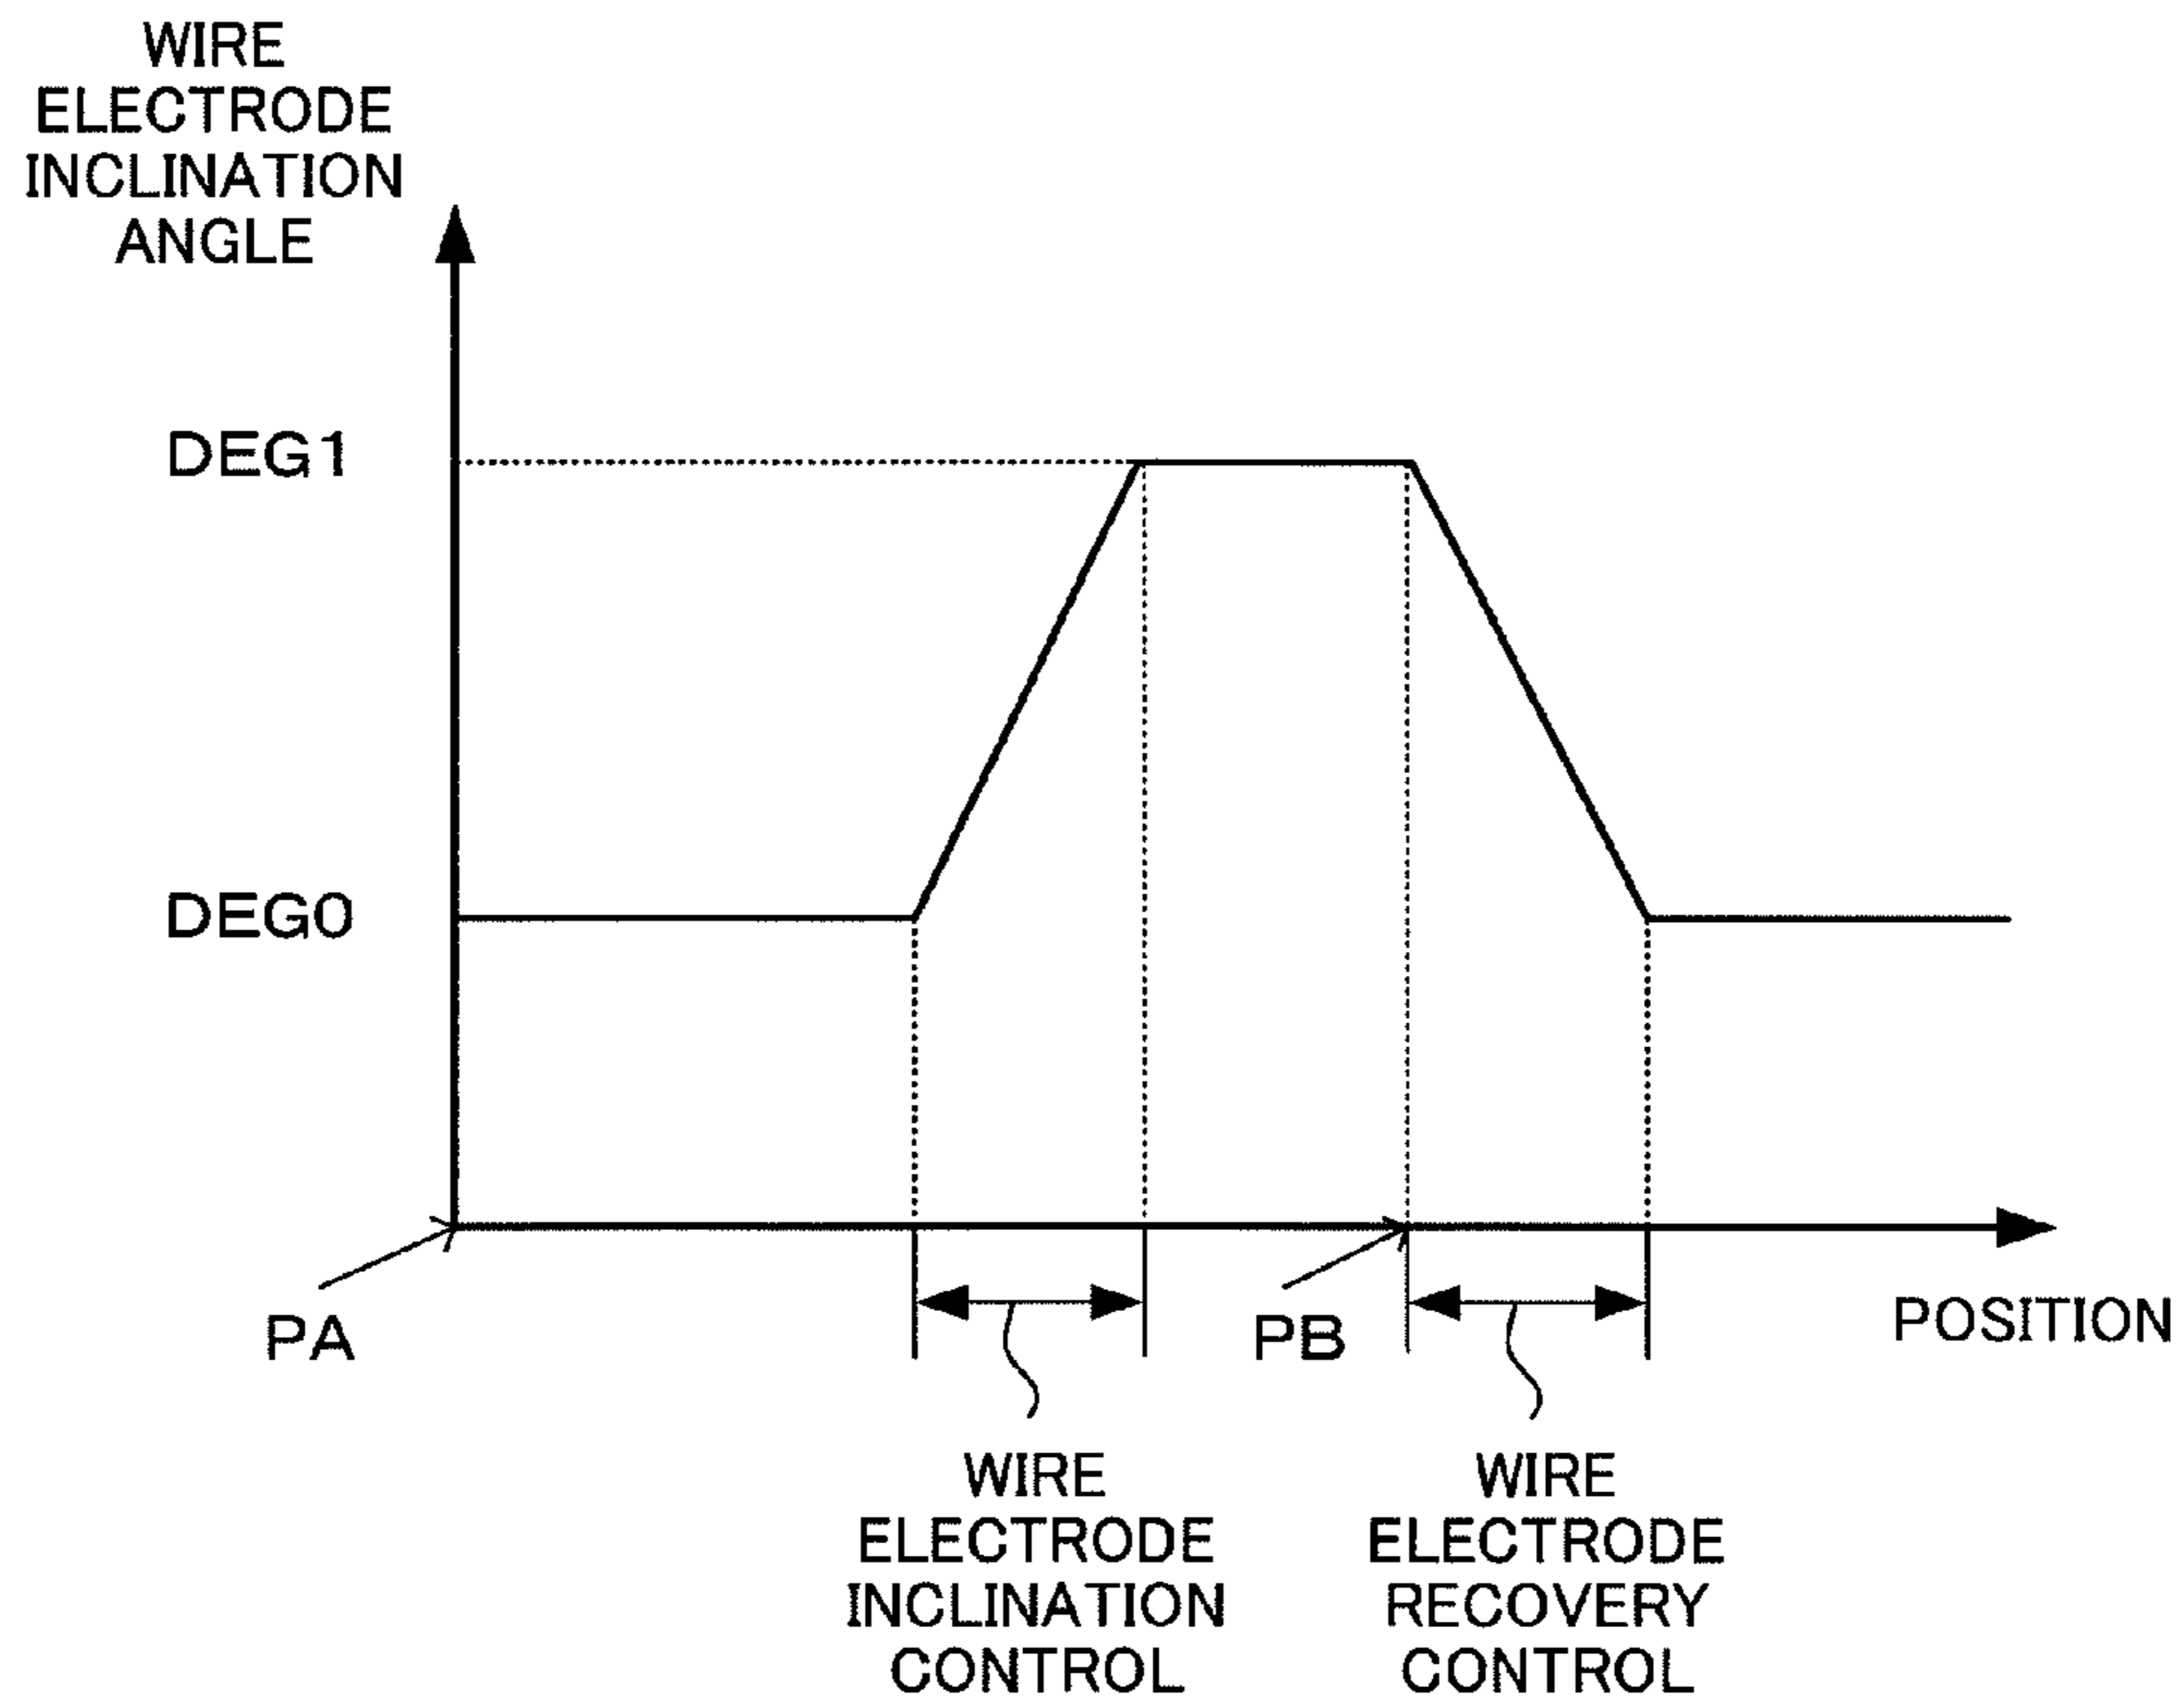 WIRE
ELECTRODE
INCLINATION
ANGLE
DEG1
DEG0
PA
PB
POSITION
WIRE
ELECTRODE
INCLINATION
CONTROL
WIRE
ELECTRODE
RECOVERY
CONTROL